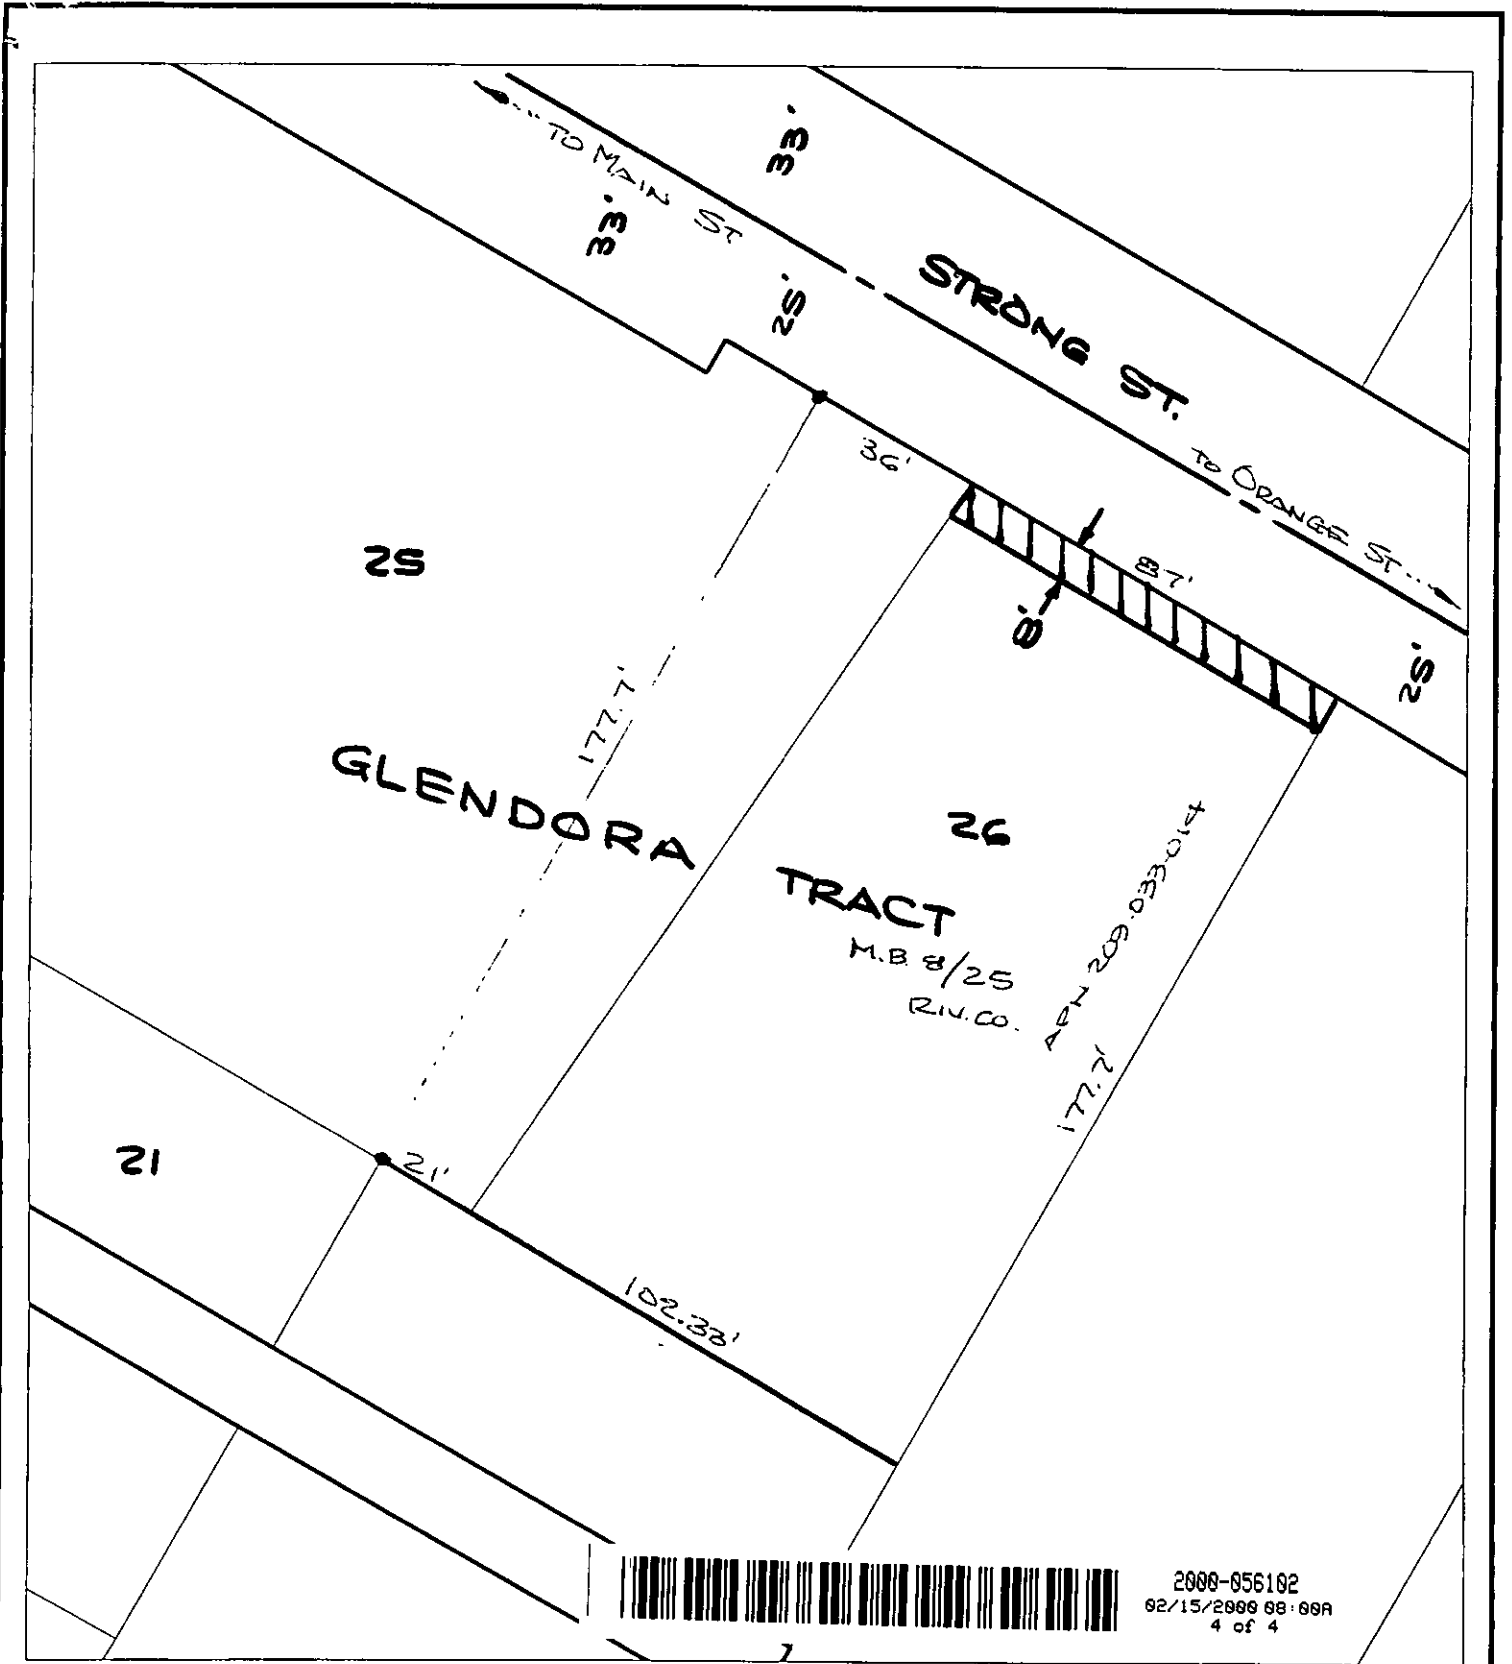 33'
TO MAIN ST
33'
25'
STRONG ST.
36'
TO ORANGE ST
87'
8'
25'
25
177.7'
GLENDORA TRACT
26
M.B. 8/25
RIV. CO.
APN 209-033-014
177.7'
21
21'
102.33'
2000-056102
02/15/2000 08:00A
4 of 4